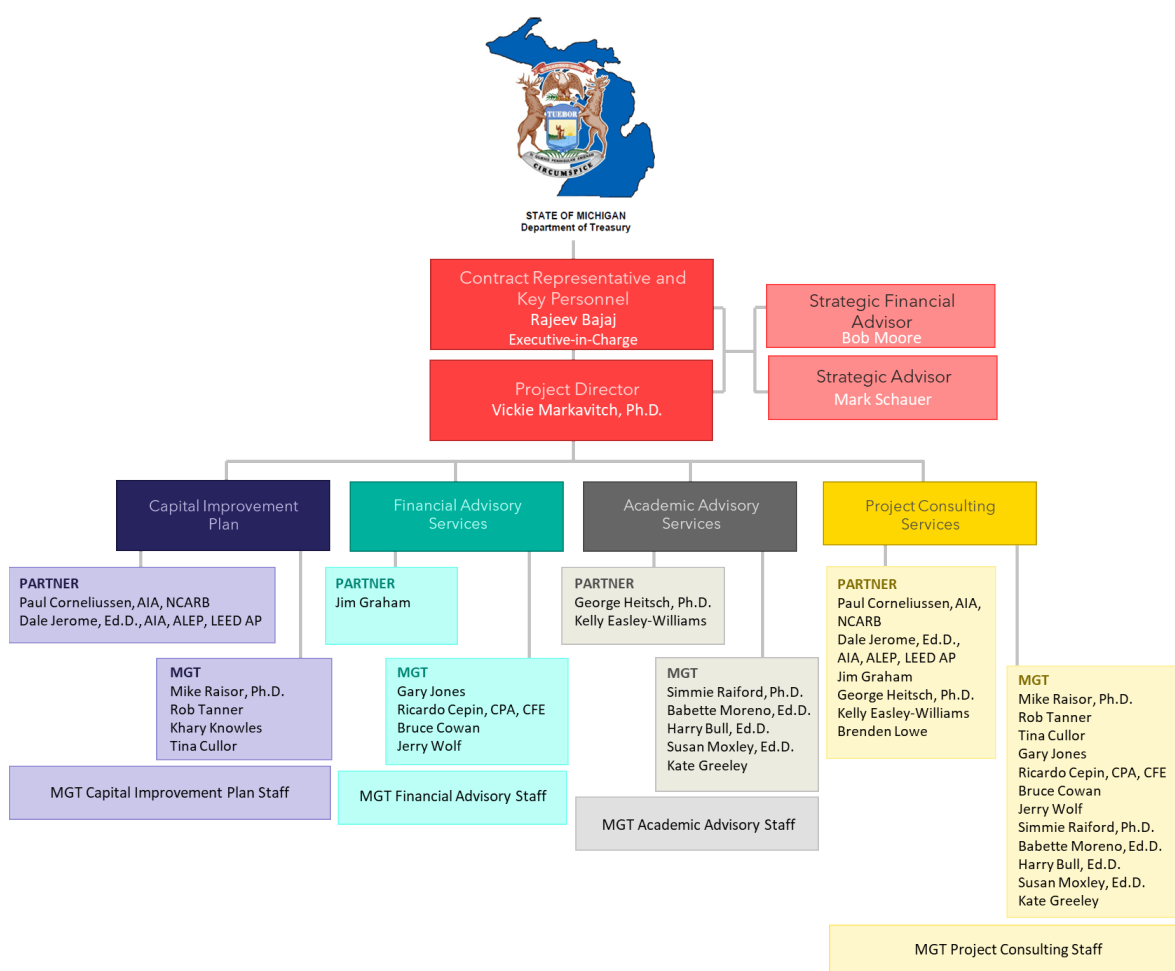 TUEBOR
CIRCUMSPICE
STATE OF MICHIGAN
Department of Treasury
Contract Representative and
Key Personnel
Rajeev Bajaj
Executive-in-Charge
Strategic Financial
Advisor
Bob Moore
Project Director
Vickie Markavitch, Ph.D.
Strategic Advisor
Mark Schauer
Capital Improvement
Plan
PARTNER
Paul Corneliussen, AIA, NCARB
Dale Jerome, Ed.D., AIA, ALEP, LEED AP
MGT
Mike Raisor, Ph.D.
Rob Tanner
Khary Knowles
Tina Cullor
MGT Capital Improvement Plan Staff
Financial Advisory
Services
PARTNER
Jim Graham
MGT
Gary Jones
Ricardo Cepin, CPA, CFE
Bruce Cowan
Jerry Wolf
MGT Financial Advisory Staff
Academic Advisory
Services
PARTNER
George Heitsch, Ph.D.
Kelly Easley-Williams
MGT
Simmie Raiford, Ph.D.
Babette Moreno, Ed.D.
Harry Bull, Ed.D.
Susan Moxley, Ed.D.
Kate Greeley
MGT Academic Advisory Staff
Project Consulting
Services
PARTNER
Paul Corneliussen, AIA,
NCARB
Dale Jerome, Ed.D.,
AIA, ALEP, LEED AP
Jim Graham
George Heitsch, Ph.D.
Kelly Easley-Williams
Brenden Lowe
MGT
Mike Raisor, Ph.D.
Rob Tanner
Tina Cullor
Gary Jones
Ricardo Cepin, CPA, CFE
Bruce Cowan
Jerry Wolf
Simmie Raiford, Ph.D.
Babette Moreno, Ed.D.
Harry Bull, Ed.D.
Susan Moxley, Ed.D.
Kate Greeley
MGT Project Consulting Staff